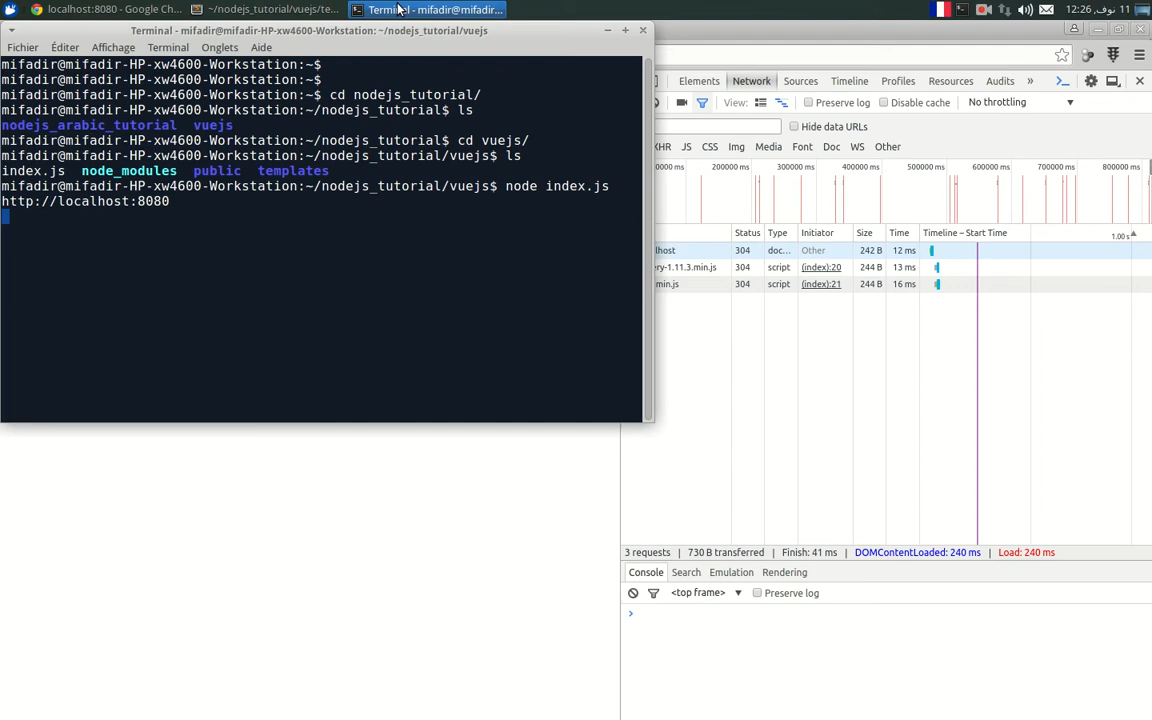 localhost:8080 - Google Ch...
~/nodejs_tutorial/vuejs/te...
Terminal - mifadir@mifadir...
12:26 ,نوف 11
Terminal - mifadir@mifadir-HP-xw4600-Workstation: ~/nodejs_tutorial/vuejs
Fichier Éditer Affichage Terminal Onglets Aide
mifadir@mifadir-HP-xw4600-Workstation:~$
mifadir@mifadir-HP-xw4600-Workstation:~$
mifadir@mifadir-HP-xw4600-Workstation:~$ cd nodejs_tutorial/
mifadir@mifadir-HP-xw4600-Workstation:~/nodejs_tutorial$ ls
nodejs_arabic_tutorial vuejs
mifadir@mifadir-HP-xw4600-Workstation:~/nodejs_tutorial$ cd vuejs/
mifadir@mifadir-HP-xw4600-Workstation:~/nodejs_tutorial/vuejs$ ls
index.js node_modules public templates
mifadir@mifadir-HP-xw4600-Workstation:~/nodejs_tutorial/vuejs$ node index.js
http://localhost:8080
Elements Network Sources Timeline Profiles Resources Audits »
View: Preserve log Disable cache No throttling
Hide data URLs
XHR JS CSS Img Media Font Doc WS Other
0000 ms 200000 ms 300000 ms 400000 ms 500000 ms 600000 ms 700000 ms 800000 ms
Status Type Initiator Size Time Timeline – Start Time 1.00 s
lhost 304 doc... Other 242 B 12 ms
ery-1.11.3.min.js 304 script (index):20 244 B 13 ms
min.js 304 script (index):21 244 B 16 ms
3 requests | 730 B transferred | Finish: 41 ms | DOMContentLoaded: 240 ms | Load: 240 ms
Console Search Emulation Rendering
<top frame> Preserve log
>